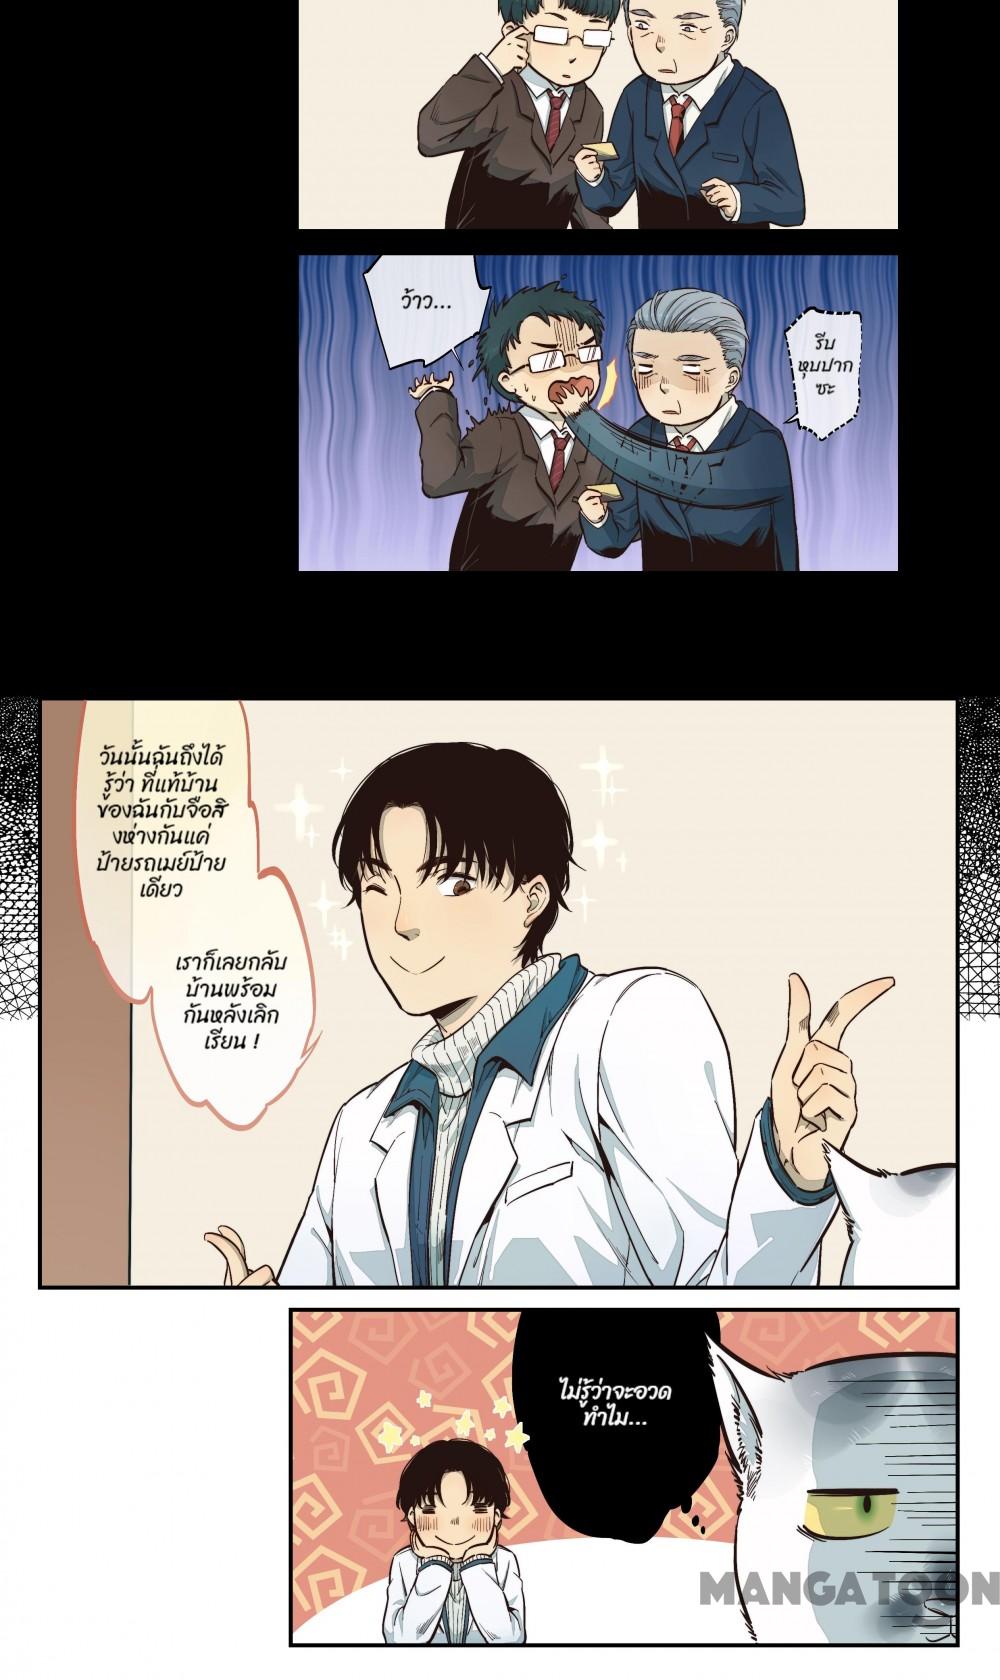 ว้าว...
รีบ
หุบปาก
ซะ
วันนั้นฉันถึงได้
รู้ว่า ที่แท้บ้าน
ของฉันกับจือสิ
งห่างกันแค่
ป้ายรถเมย์ป้าย
เดียว
เราก็เลยกลับ
บ้านพร้อม
กันหลังเลิก
เรียน !
ไม่รู้ว่าจะอวด
ทำไม...
MANGATOON